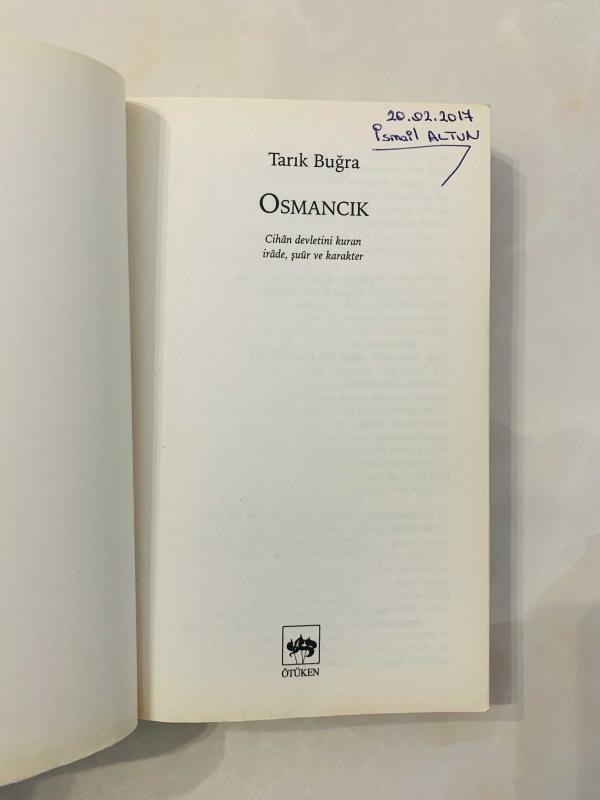 20.02.2017
İsmail ALTUN
Tarık Buğra
OSMANCIK
Cihân devletini kuran
irâde, şuûr ve karakter
ÖTÜKEN